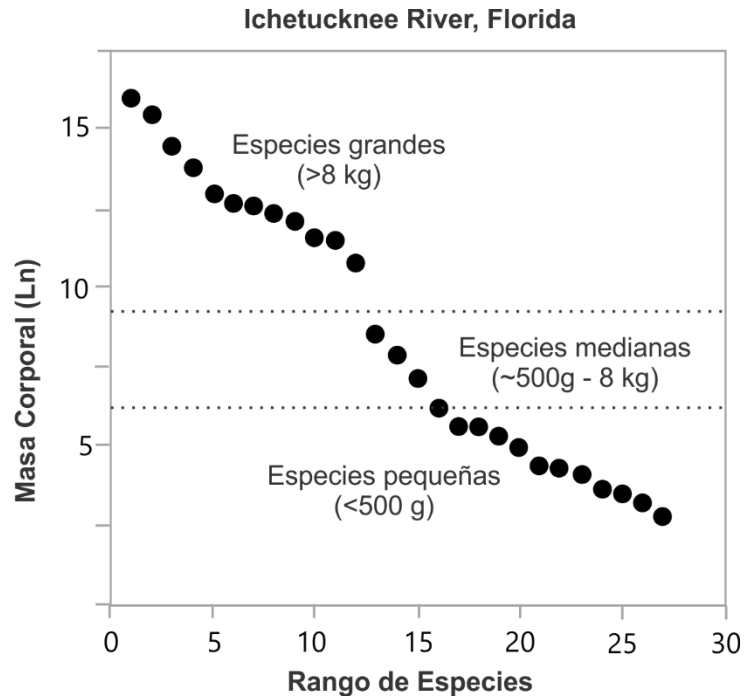 Ichetucknee River, Florida
Masa Corporal (Ln)
15
10
5
Especies grandes
(>8 kg)
Especies medianas
(~500g - 8 kg)
Especies pequeñas
(<500 g)
0 5 10 15 20 25 30
Rango de Especies